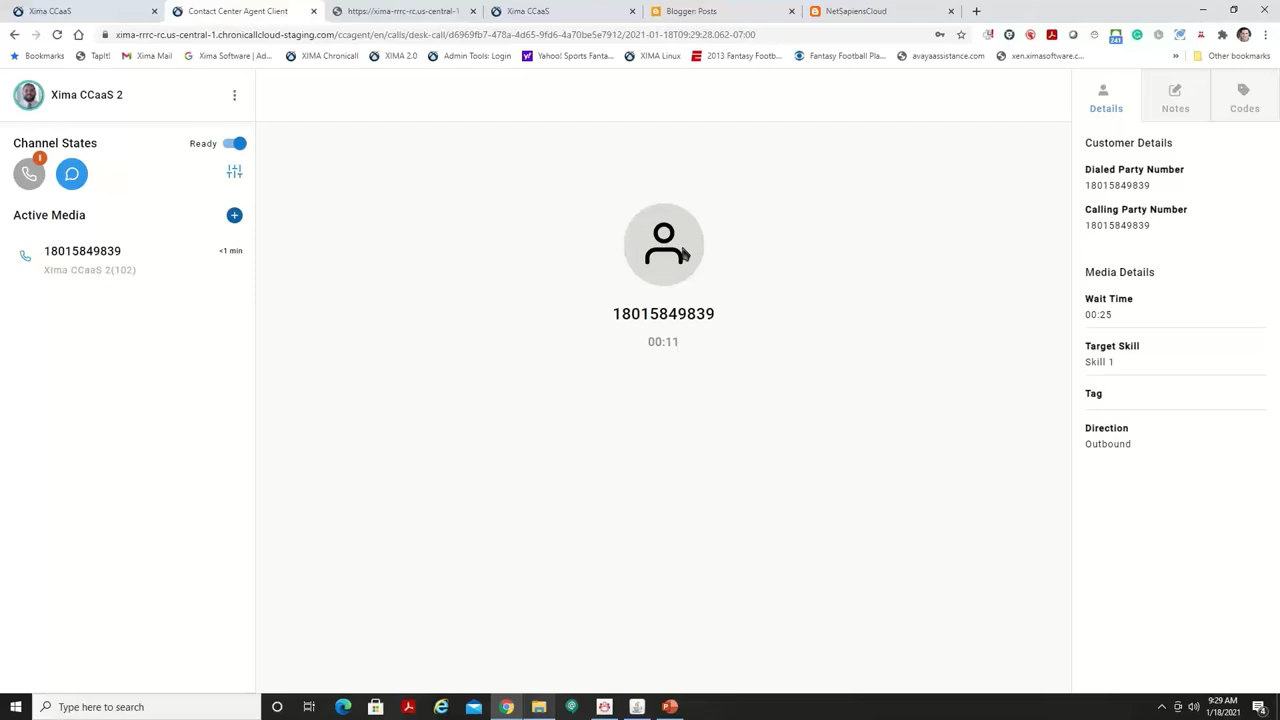 Xima CCaaS
Contact Center Agent Client
https://xima-rrrc-rc.us-central-1
Xima CCaaS
Blogger: Posts
NetSapiensCloud
xima-rrrc-rc.us-central-1.chronicallcloud-staging.com/ccagent/en/calls/desk-call/d6969fb7-478a-4d65-9fd6-4a70be5e7912/2021-01-18T09:29:28.062-07:00
241
Bookmarks
TapIt!
Xima Mail
Xima Software | Ad...
XIMA Chronicall
XIMA 2.0
Admin Tools: Login
Yahoo! Sports Fanta...
XIMA Linux
2013 Fantasy Footb...
Fantasy Football Pla...
avayaassistance.com
xen.ximasoftware.c...
»
Other bookmarks
Xima CCaaS 2
Channel States
Ready
Active Media
18015849839
<1 min
Xima CCaaS 2(102)
18015849839
00:11
Details
Notes
Codes
Customer Details
Dialed Party Number
18015849839
Calling Party Number
18015849839
Media Details
Wait Time
00:25
Target Skill
Skill 1
Tag
Direction
Outbound
Type here to search
9:29 AM
1/18/2021
4